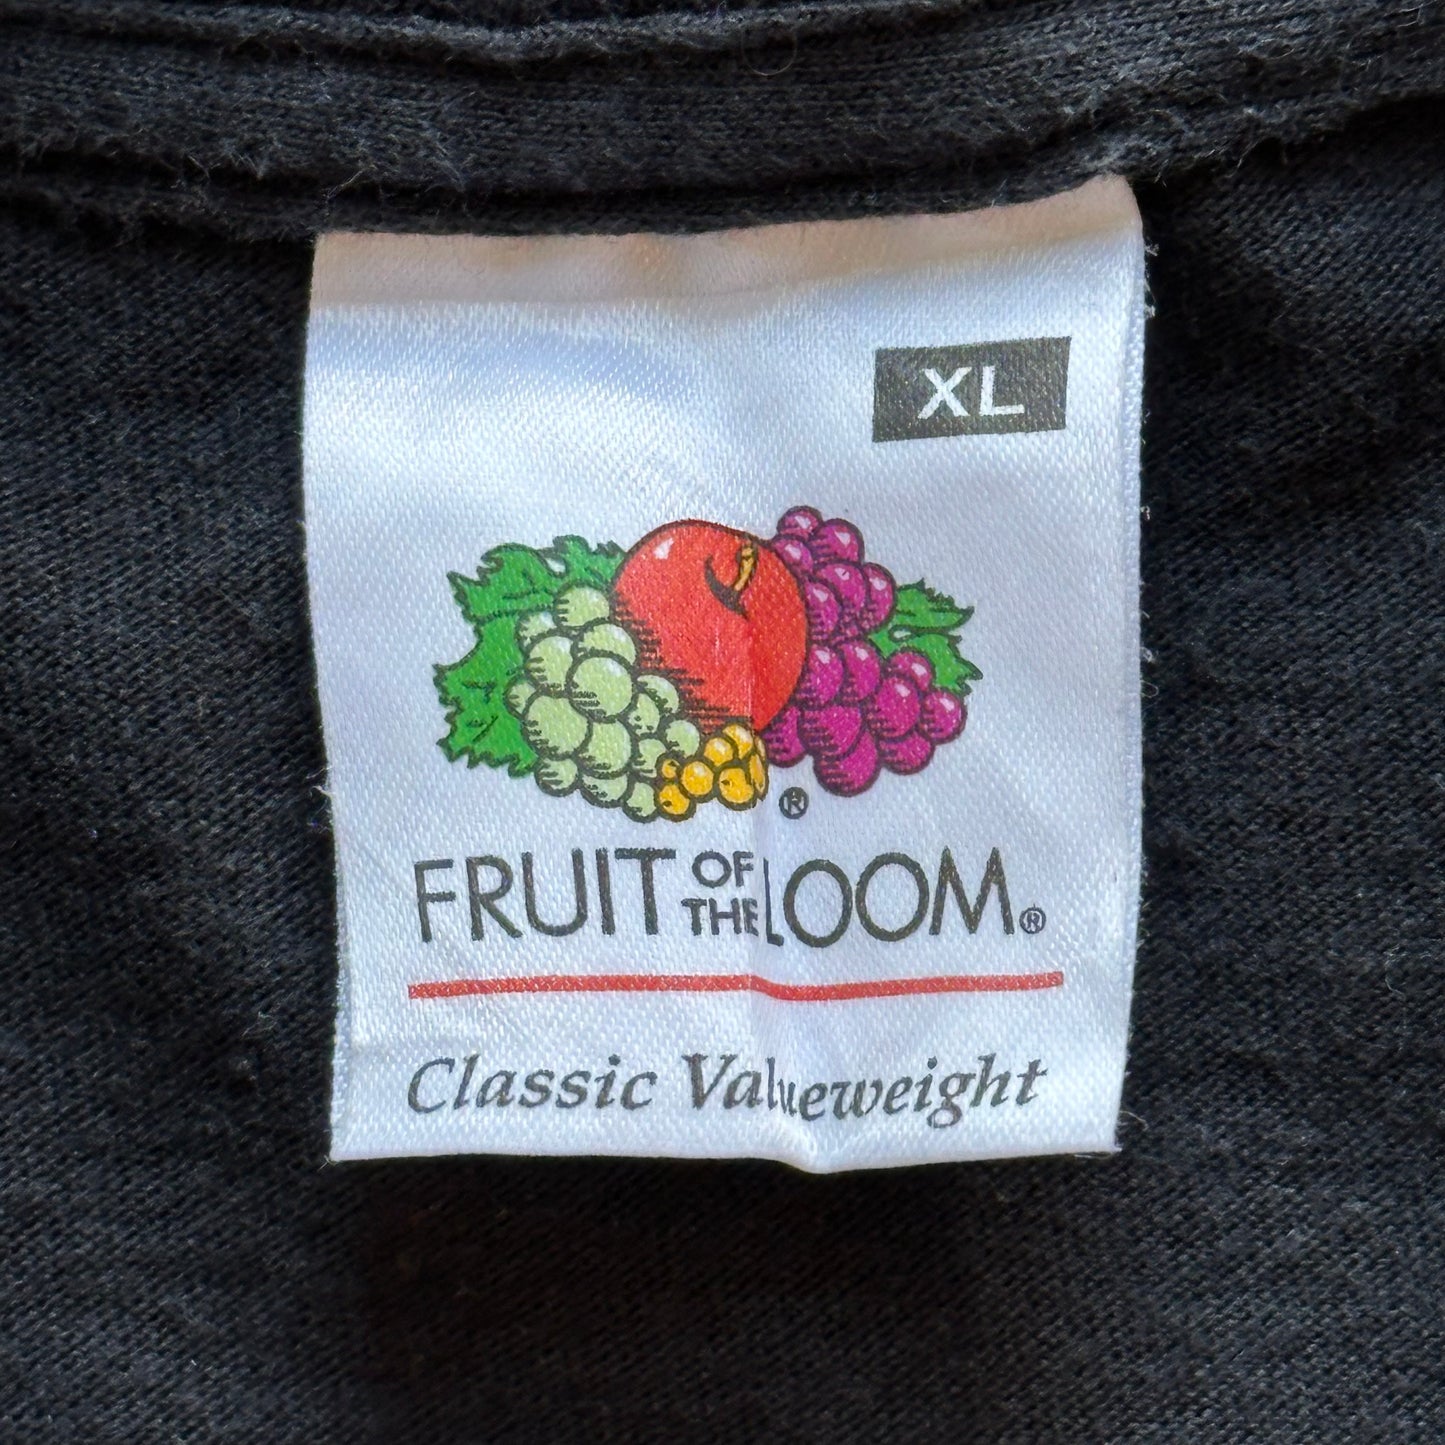 XL
®
FRUIT OF THE LOOM®
Classic Valueweight